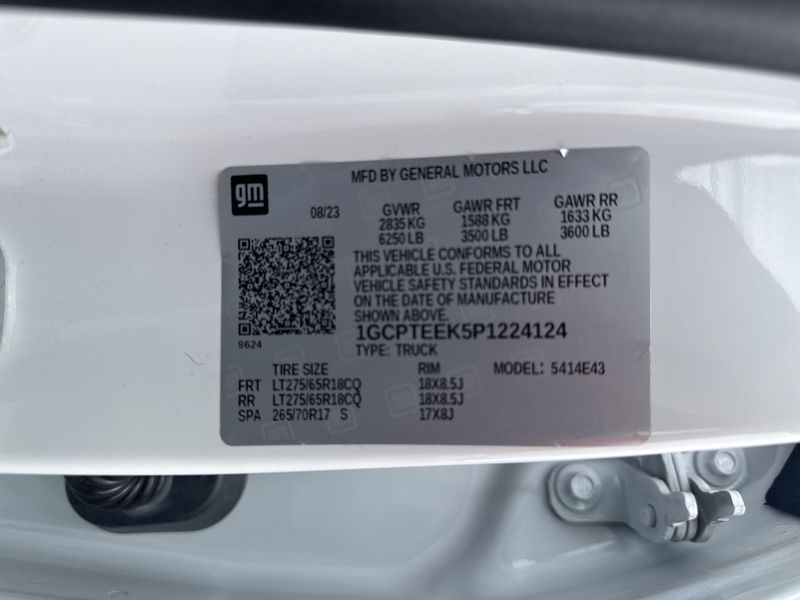 gm
MFD BY GENERAL MOTORS LLC
08/23 GVWR GAWR FRT GAWR RR
2835 KG 1588 KG 1633 KG
6250 LB 3500 LB 3600 LB
THIS VEHICLE CONFORMS TO ALL
APPLICABLE U.S. FEDERAL MOTOR
VEHICLE SAFETY STANDARDS IN EFFECT
ON THE DATE OF MANUFACTURE
SHOWN ABOVE.
1GCPTEEK5P1224124
8624
TYPE: TRUCK
TIRE SIZE RIM MODEL: 5414E43
FRT LT275/65R18CQ 18X8.5J
RR LT275/65R18CQ 18X8.5J
SPA 265/70R17 S 17X8J